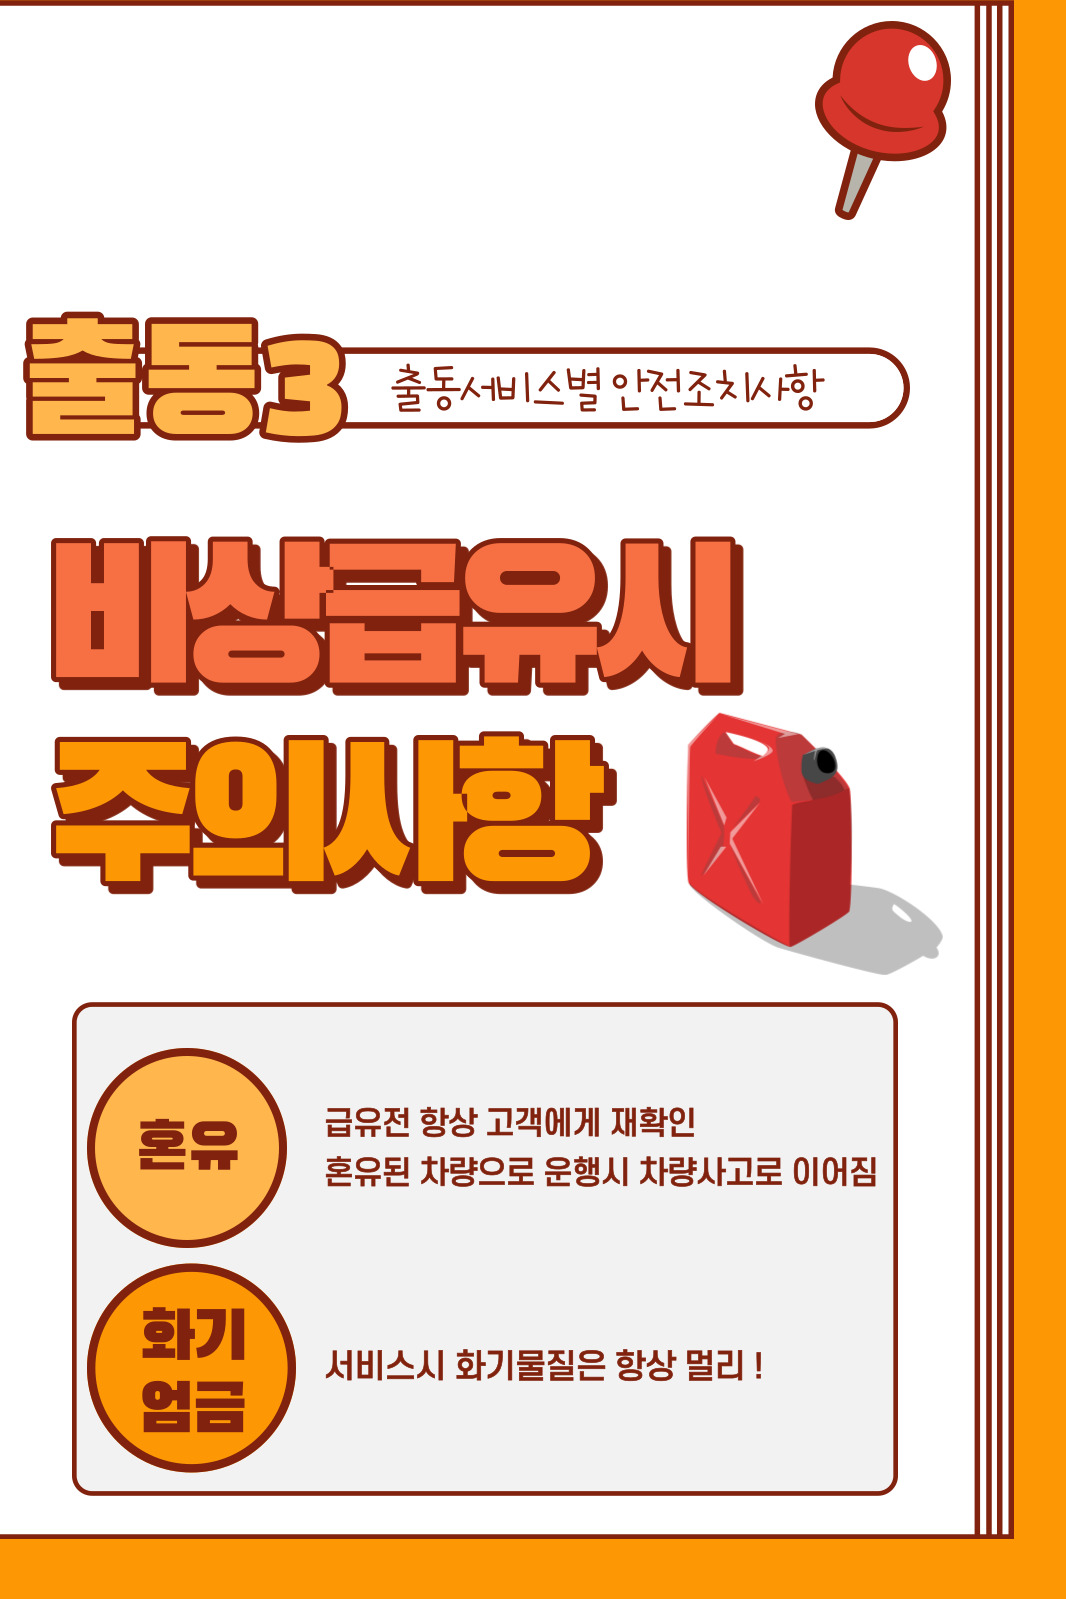 출동3
출동서비스별 안전조치사항
비상급유시
주의사항
혼유
급유전 항상 고객에게 재확인
혼유된 차량으로 운행시 차량사고로 이어짐
화기
엄금
서비스시 화기물질은 항상 멀리 !